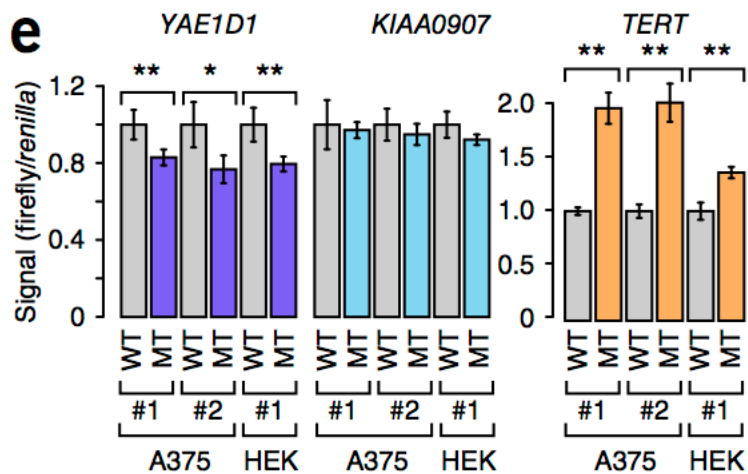 e
YAE1D1 KIAA0907 TERT
** * ** ** ** **
Signal (firefly/renilla)
1.2
0.8
0.4
0
2.0
1.5
1.0
0.5
0
WT MT WT MT WT MT WT MT WT MT WT MT WT MT WT MT WT MT
#1 #2 #1 #1 #2 #1 #1 #2 #1
A375 HEK A375 HEK A375 HEK